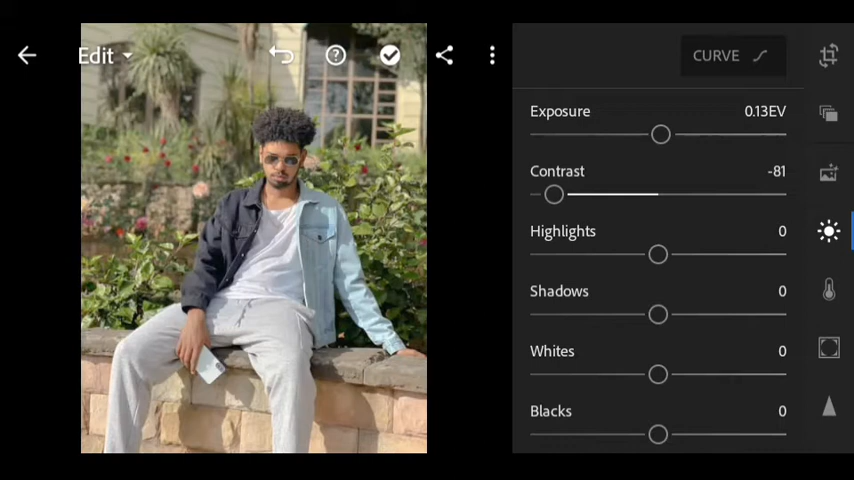 Edit
CURVE
Exposure 0.13EV
Contrast -81
Highlights 0
Shadows 0
Whites 0
Blacks 0